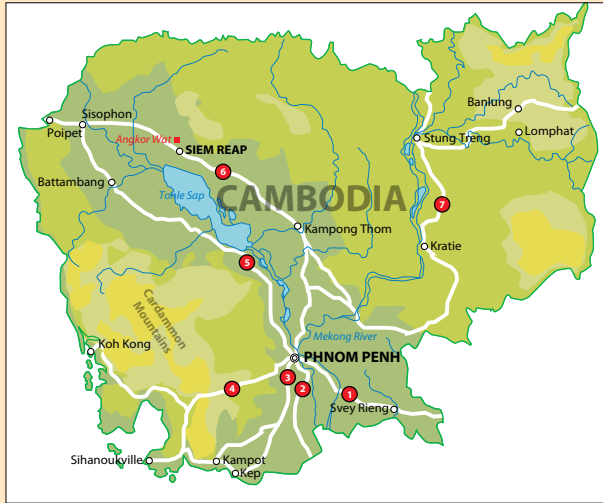 Banlung
Sisophon
Poipet
Angkor Wat
SIEM REAP
Stung Treng
Lomphat
6
Battambang
Tonle Sap
CAMBODIA
7
Kampong Thom
Kratie
5
Cardammon
Mountains
Mekong River
Koh Kong
PHNOM PENH
3
4
2
1
Svey Rieng
Sihanoukville
Kampot
Kep